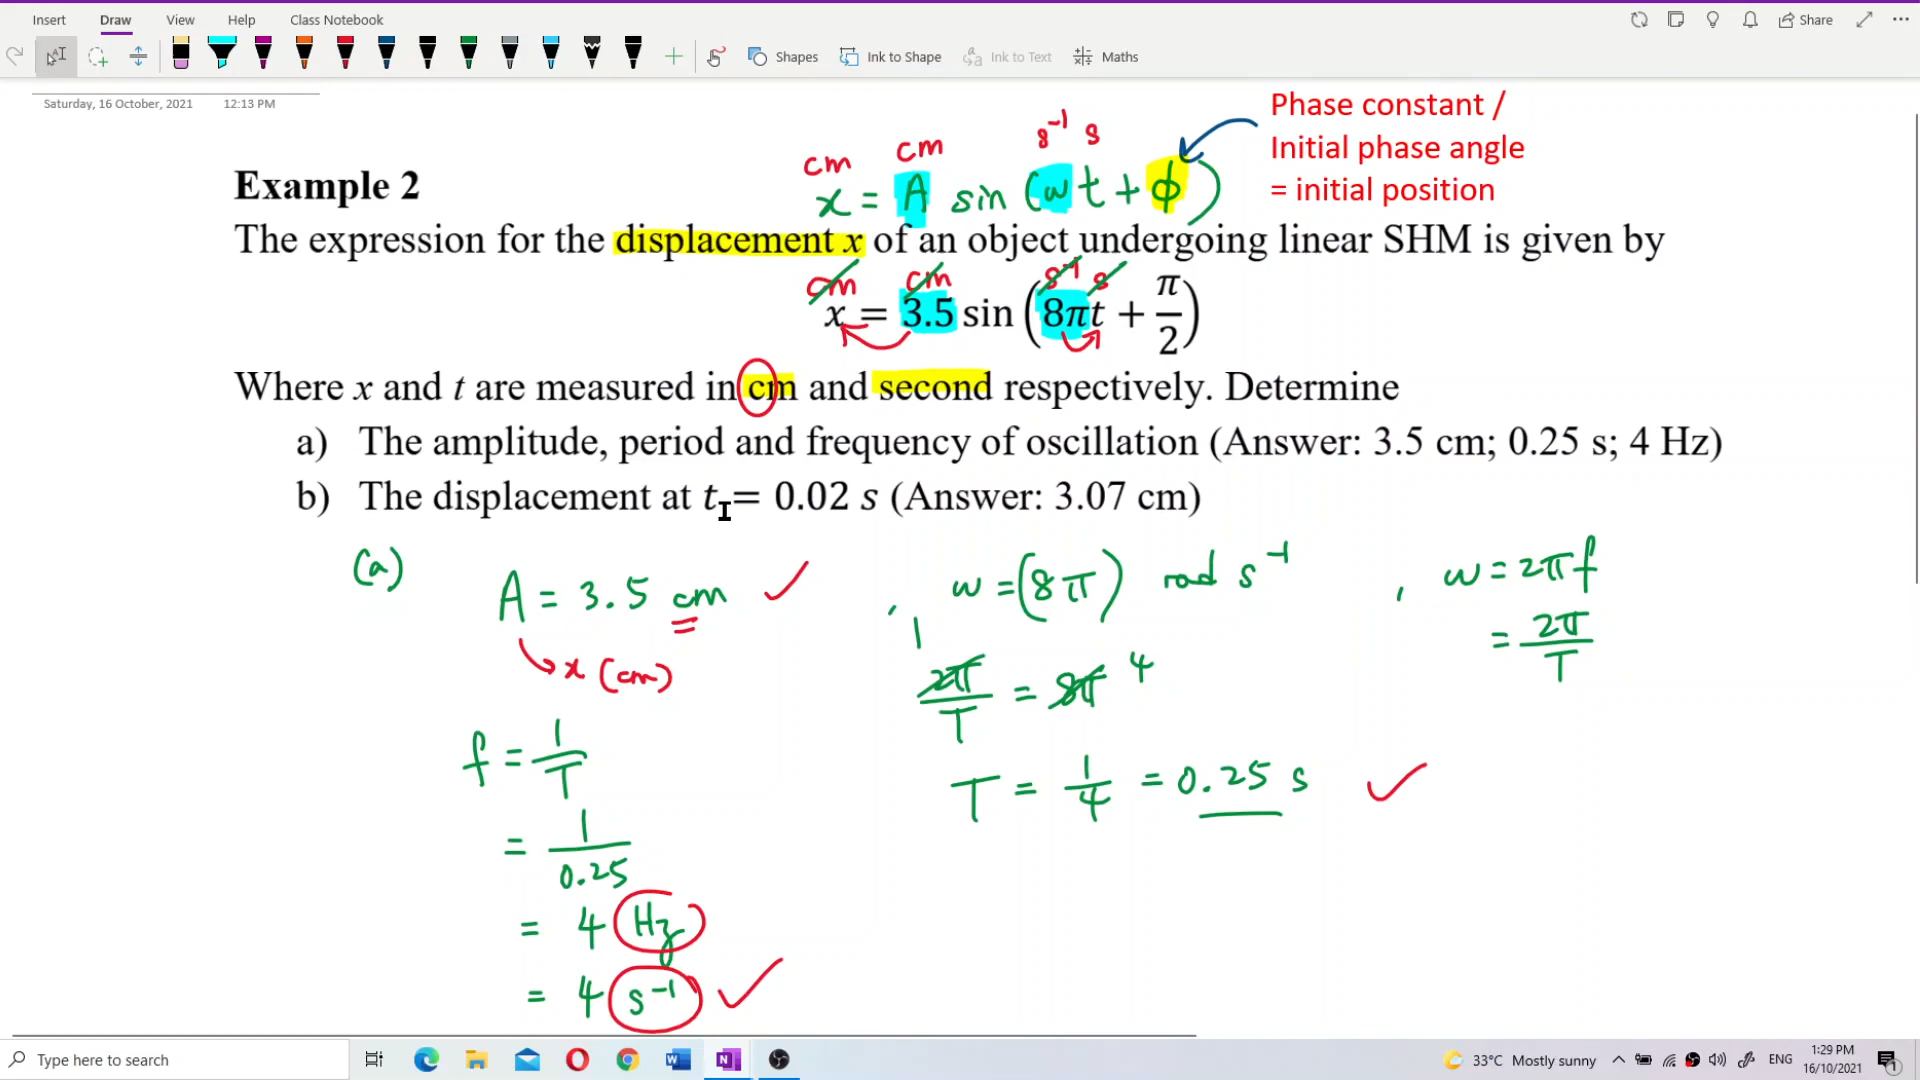 Insert Draw View Help Class Notebook Share
Shapes Ink to Shape Ink to Text Maths
Saturday, 16 October, 2021 12:13 PM
Phase constant /
Initial phase angle
= initial position
cm cm s⁻¹ s
x = A sin (ωt + φ)
Example 2
The expression for the displacement x of an object undergoing linear SHM is given by
cm cm s⁻¹ s
x = 3.5 sin (8πt + π/2)
Where x and t are measured in cm and second respectively. Determine
a) The amplitude, period and frequency of oscillation (Answer: 3.5 cm; 0.25 s; 4 Hz)
b) The displacement at t = 0.02 s (Answer: 3.07 cm)
(a) A = 3.5 cm , ω = (8π) rad s⁻¹ , ω = 2πf
= 2π/T
x (cm)
1
2π/T = 8π 4
T = 1/4 = 0.25 s
f = 1/T
= 1/0.25
= 4 Hz
= 4 s⁻¹
Type here to search 33°C Mostly sunny ENG 1:29 PM
16/10/2021 1